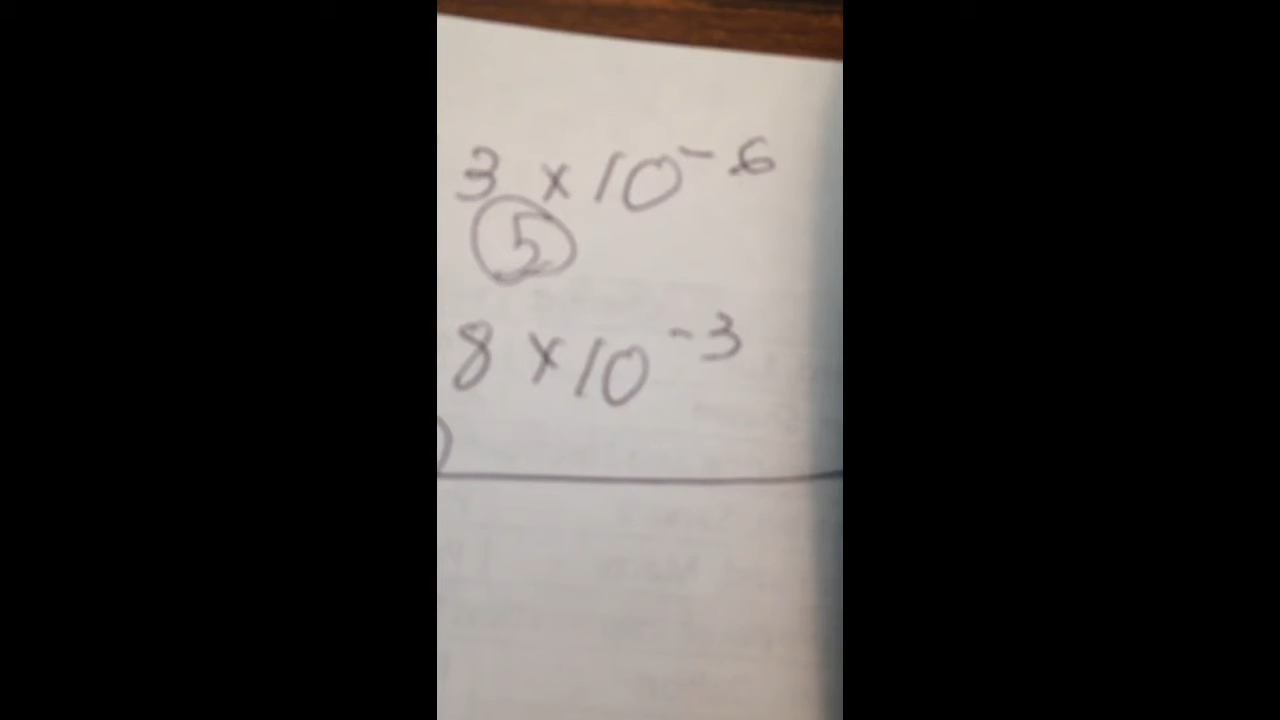 3 × 10⁻⁶
5
8 × 10⁻³
)